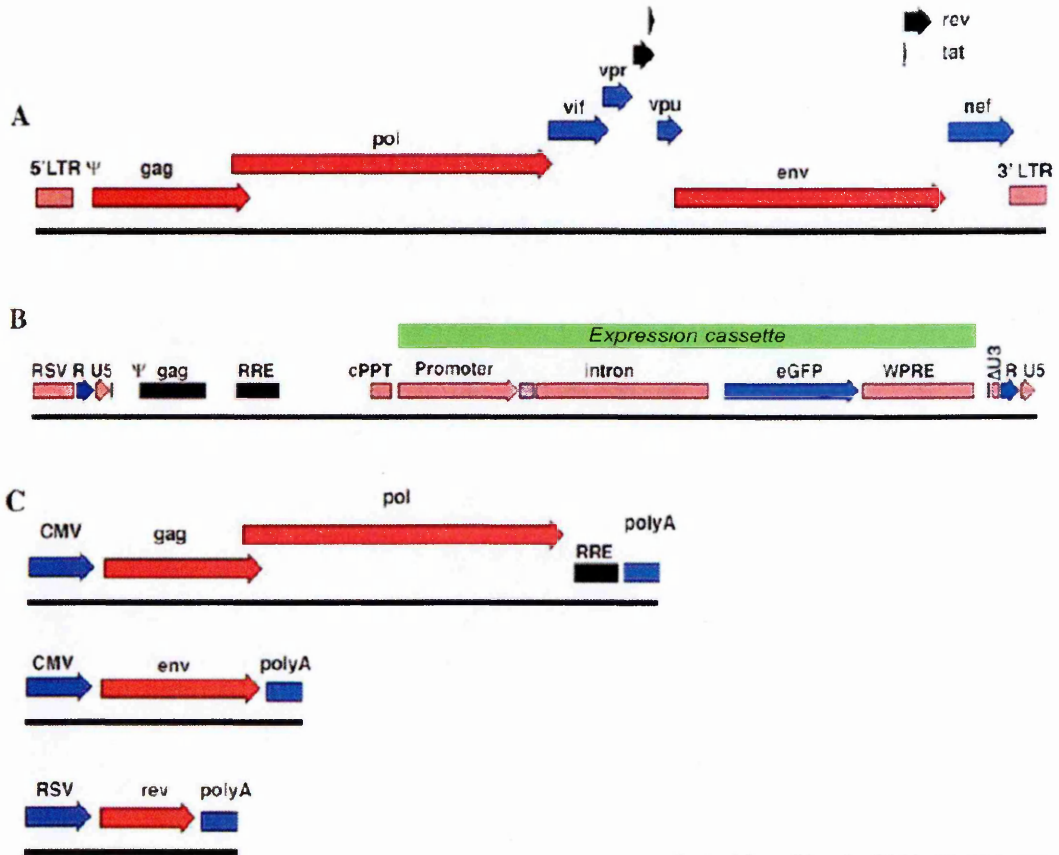 rev
tat
vpr
A
vif
vpu
nef
pol
5'LTR Ψ gag
env
3' LTR
B
Expression cassette
RSV R U5 Ψ gag RRE cPPT Promoter intron eGFP WPRE ΔU3 R U5
C
pol
CMV gag polyA
RRE
CMV env polyA
RSV rev polyA